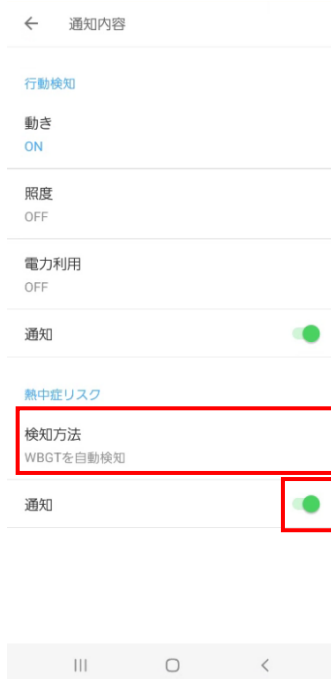 通知内容
行動検知
動き
ON
照度
OFF
電力利用
OFF
通知
熱中症リスク
検知方法
WBGTを自動検知
通知